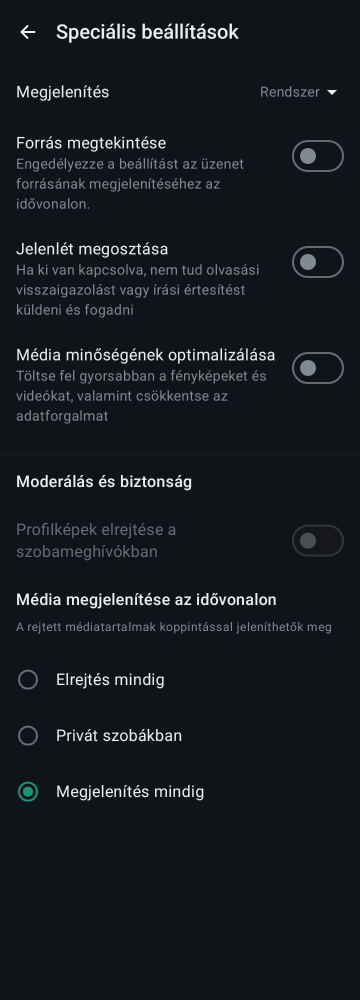 Speciális beállítások
Megjelenítés
Rendszer
Forrás megtekintése
Engedélyezze a beállítást az üzenet
forrásának megjelenítéséhez az
idővonalon.
Jelenlét megosztása
Ha ki van kapcsolva, nem tud olvasási
visszaigazolást vagy írási értesítést
küldeni és fogadni
Média minőségének optimalizálása
Töltse fel gyorsabban a fényképeket és
videókat, valamint csökkentse az
adatforgalmat
Moderálás és biztonság
Profilképek elrejtése a
szobameghívókban
Média megjelenítése az idővonalon
A rejtett médiatartalmak koppintással jeleníthetők meg
Elrejtés mindig
Privát szobákban
Megjelenítés mindig